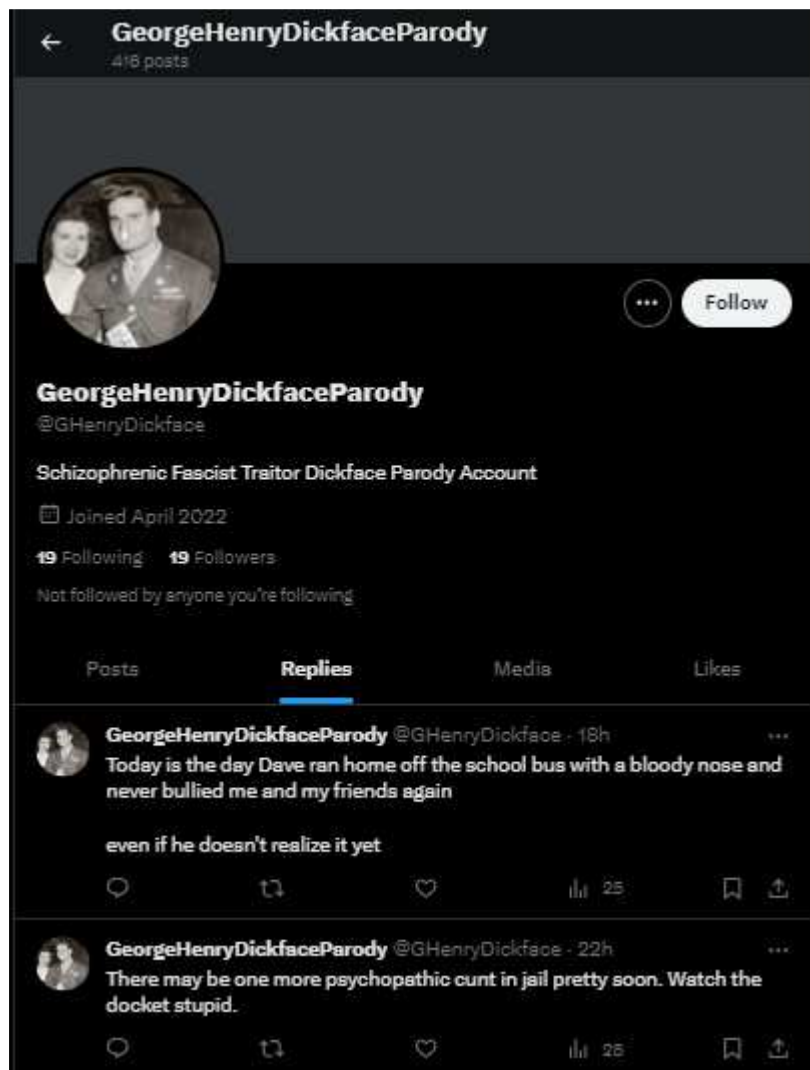 GeorgeHenryDickfaceParody
416 posts
Follow
GeorgeHenryDickfaceParody
@GHenryDickface
Schizophrenic Fascist Traitor Dickface Parody Account
Joined April 2022
19 Following 19 Followers
Not followed by anyone you're following
Posts Replies Media Likes
GeorgeHenryDickfaceParody @GHenryDickface · 18h
Today is the day Dave ran home off the school bus with a bloody nose and
never bullied me and my friends again
even if he doesn't realize it yet
25
GeorgeHenryDickfaceParody @GHenryDickface · 22h
There may be one more psychopathic cunt in jail pretty soon. Watch the
docket stupid.
26